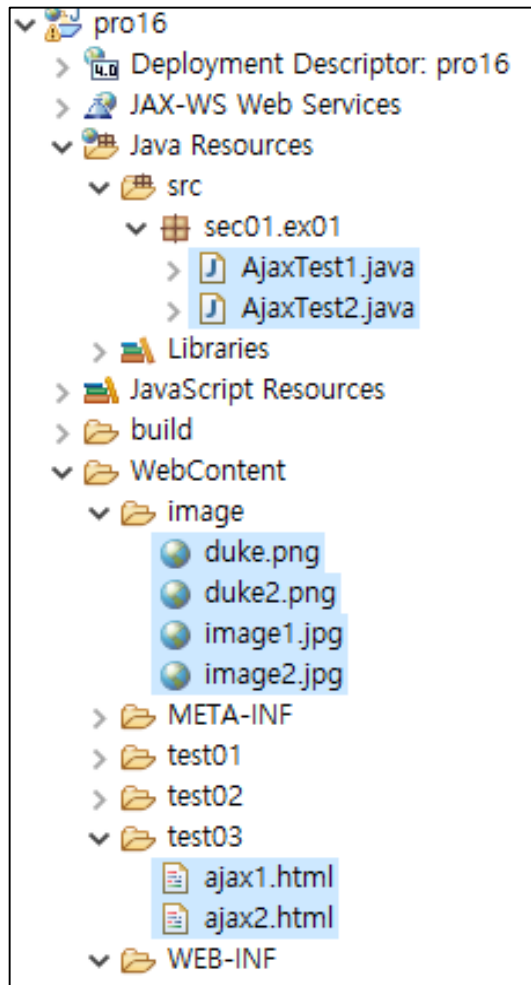 pro16
4.0 Deployment Descriptor: pro16
JAX-WS Web Services
Java Resources
src
sec01.ex01
J AjaxTest1.java
J AjaxTest2.java
Libraries
JavaScript Resources
build
WebContent
image
duke.png
duke2.png
image1.jpg
image2.jpg
META-INF
test01
test02
test03
ajax1.html
ajax2.html
WEB-INF